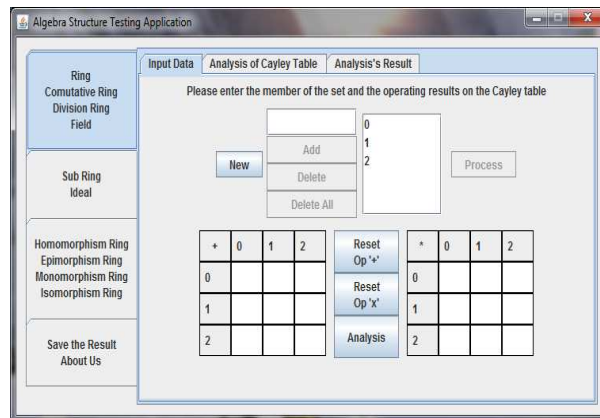 Algebra Structure Testing Application
Ring
Comutative Ring
Division Ring
Field
Sub Ring
Ideal
Homomorphism Ring
Epimorphism Ring
Monomorphism Ring
Isomorphism Ring
Save the Result
About Us
Input Data Analysis of Cayley Table Analysis's Result
Please enter the member of the set and the operating results on the Cayley table
New
Add
Delete
Delete All
0
1
2
Process
+ 0 1 2
0
1
2
Reset
Op '+'
Reset
Op 'x'
Analysis
* 0 1 2
0
1
2